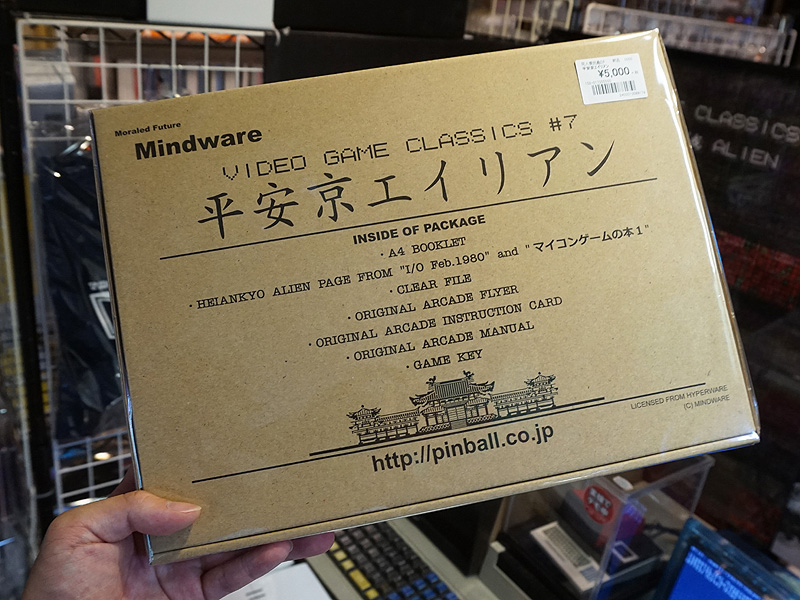 Moraled Future
Mindware
VIDEO GAME CLASSICS #7
平安京エイリアン
INSIDE OF PACKAGE
・A4 BOOKLET
・HEIANKYO ALIEN PAGE FROM "I/O Feb.1980" and "マイコンゲームの本1"
・CLEAR FILE
・ORIGINAL ARCADE FLYER
・ORIGINAL ARCADE INSTRUCTION CARD
・ORIGINAL ARCADE MANUAL
・GAME KEY
LICENSED FROM HYPERWARE
(C) MINDWARE
http://pinball.co.jp
¥5,000
CLASSICS
ALIEN